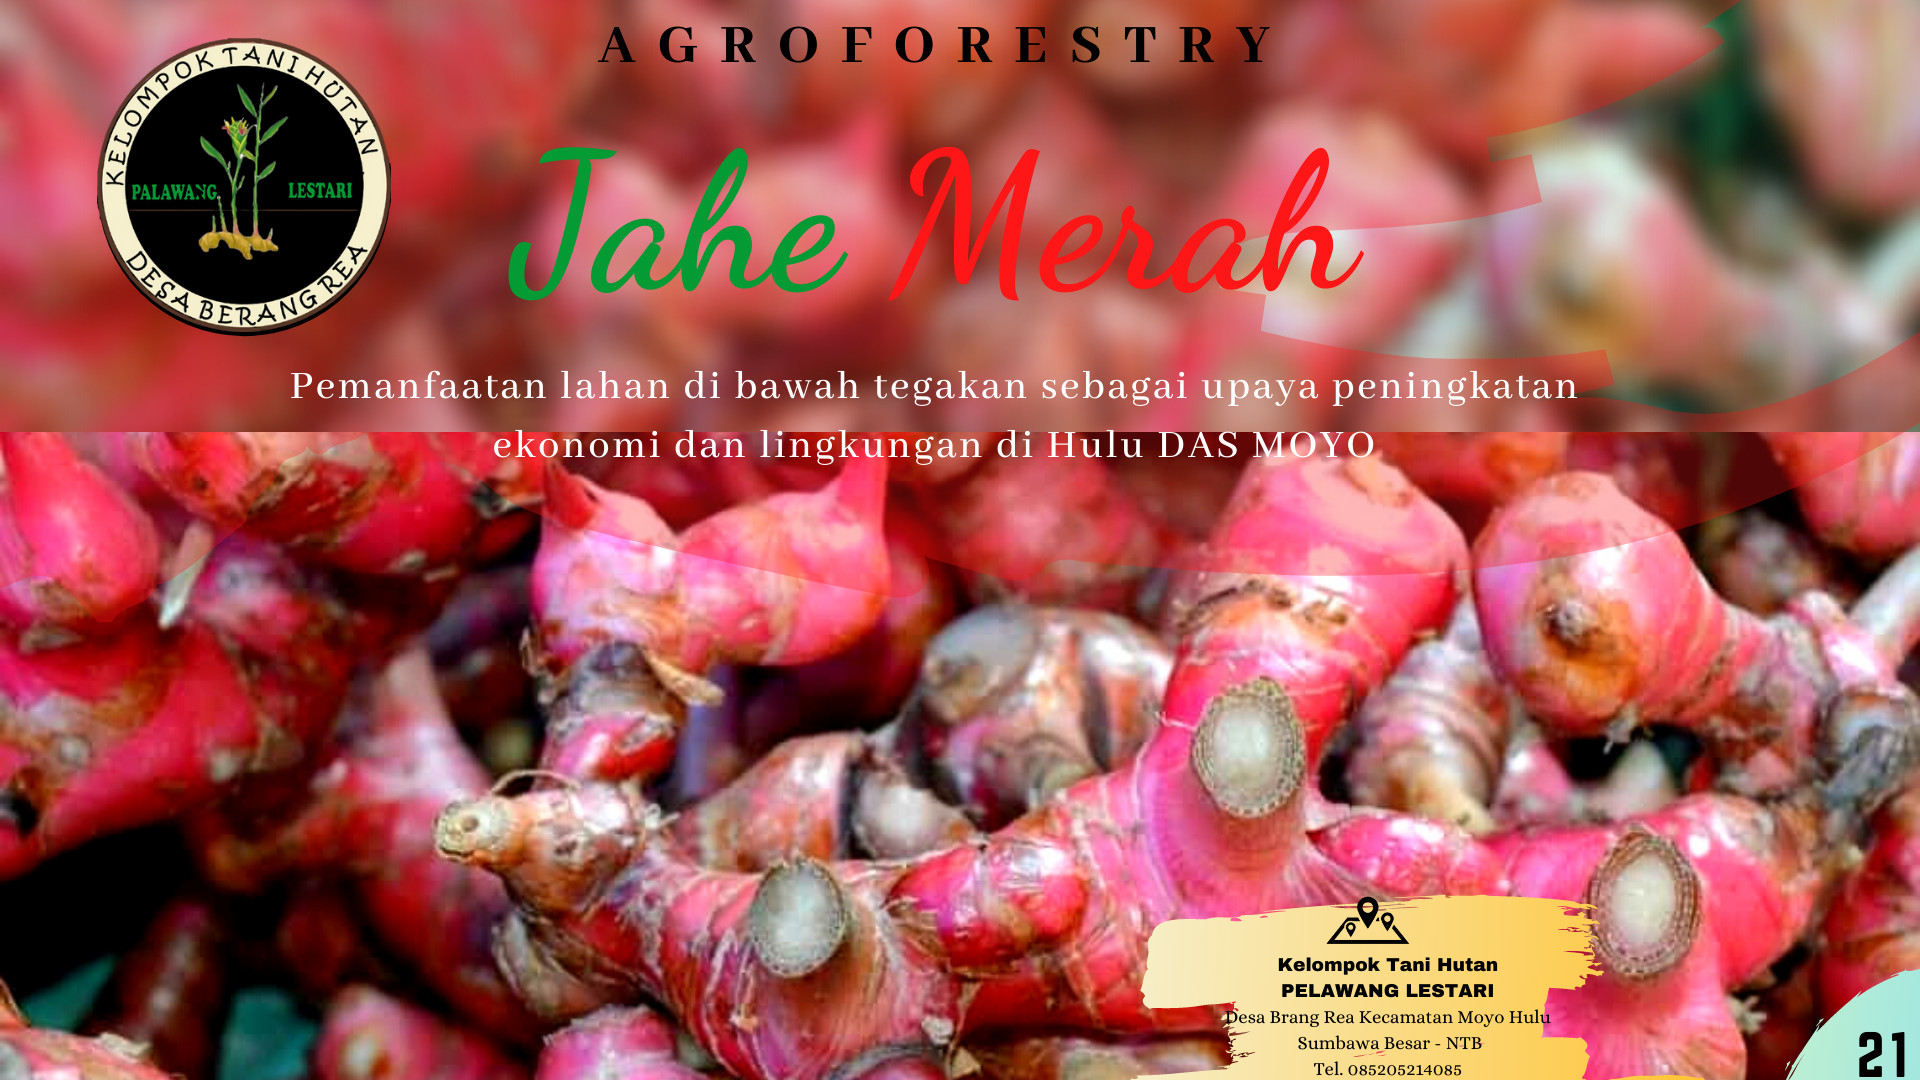 AGROFORESTRY
KELOMPOK TANI HUTAN
PALAWANG LESTARI
DESA BERANG REA
Jahe Merah
Pemanfaatan lahan di bawah tegakan sebagai upaya peningkatan
ekonomi dan lingkungan di Hulu DAS MOYO
Kelompok Tani Hutan
PELAWANG LESTARI
Desa Brang Rea Kecamatan Moyo Hulu
Sumbawa Besar - NTB
Tel. 085205214085
21